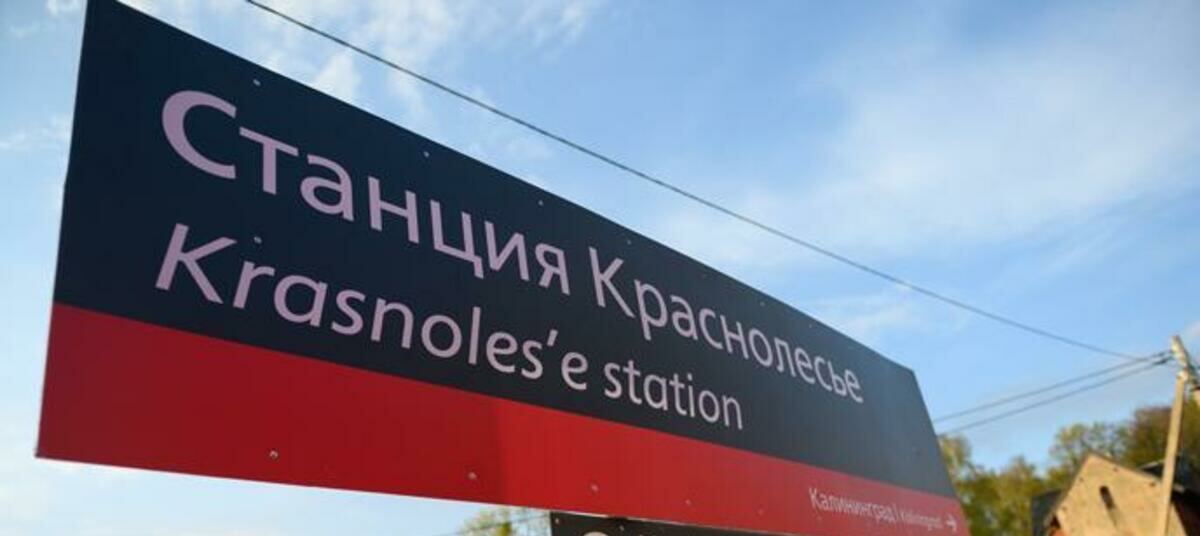 Станция Краснолесье
Krasnoles'e station
Калининград | Kaliningrad →